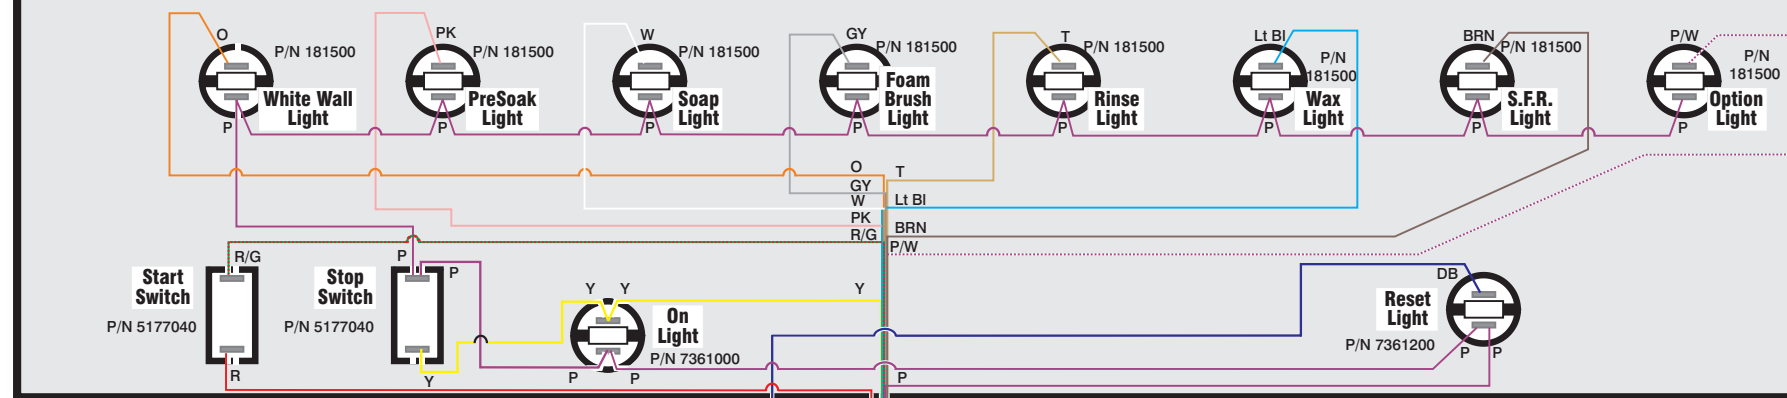 O
P/N 181500
White Wall
Light
P
PK
P/N 181500
PreSoak
Light
P
W
P/N 181500
Soap
Light
P
GY
P/N 181500
Foam
Brush
Light
P
T
P/N 181500
Rinse
Light
P
Lt Bl
P/N
181500
Wax
Light
P
BRN
P/N 181500
S.F.R.
Light
P
P/W
P/N
181500
Option
Light
P
O
T
GY
W
Lt Bl
PK
BRN
R/G
P/W
R/G
Start
Switch
P/N 5177040
R
P
P
Stop
Switch
P/N 5177040
Y
Y
Y
Y
On
Light
P/N 7361000
P
P
P
DB
Reset
Light
P/N 7361200
P
P